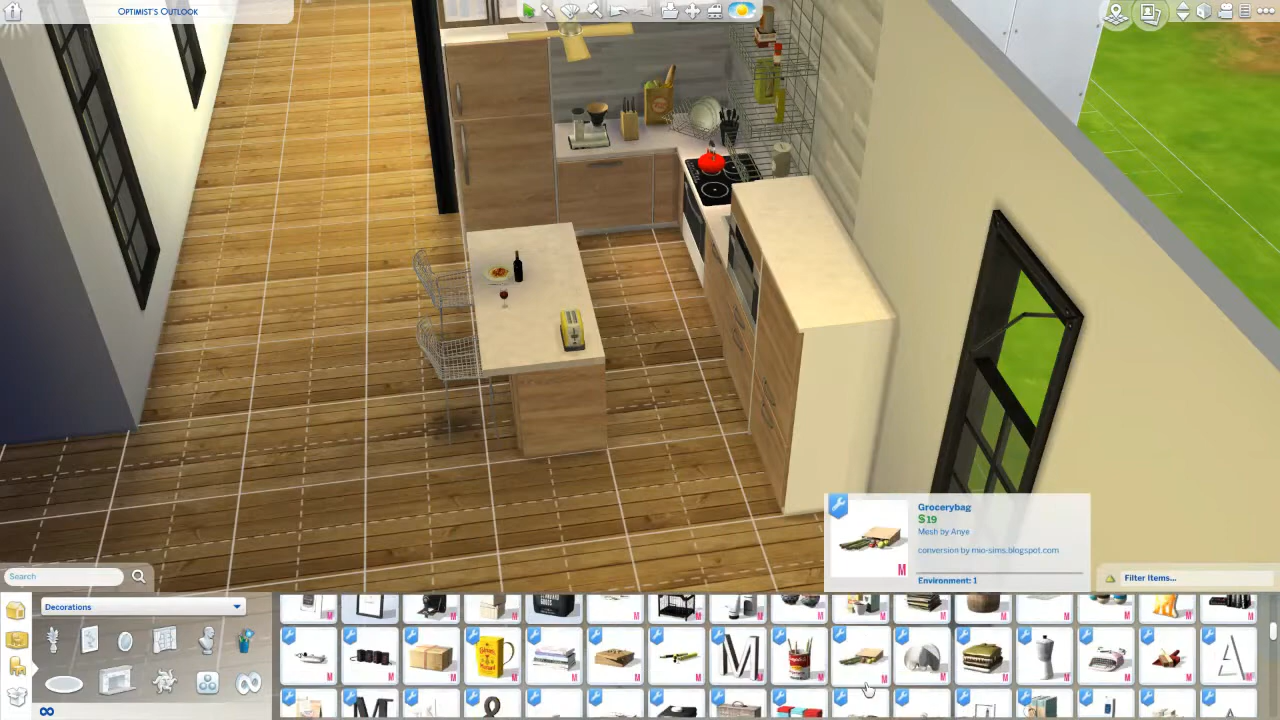 OPTIMIST'S OUTLOOK
Grocerybag
$19
Mesh by Anye
conversion by mio-sims.blogspot.com
Environment: 1
M
Search
Filter Items...
Decorations